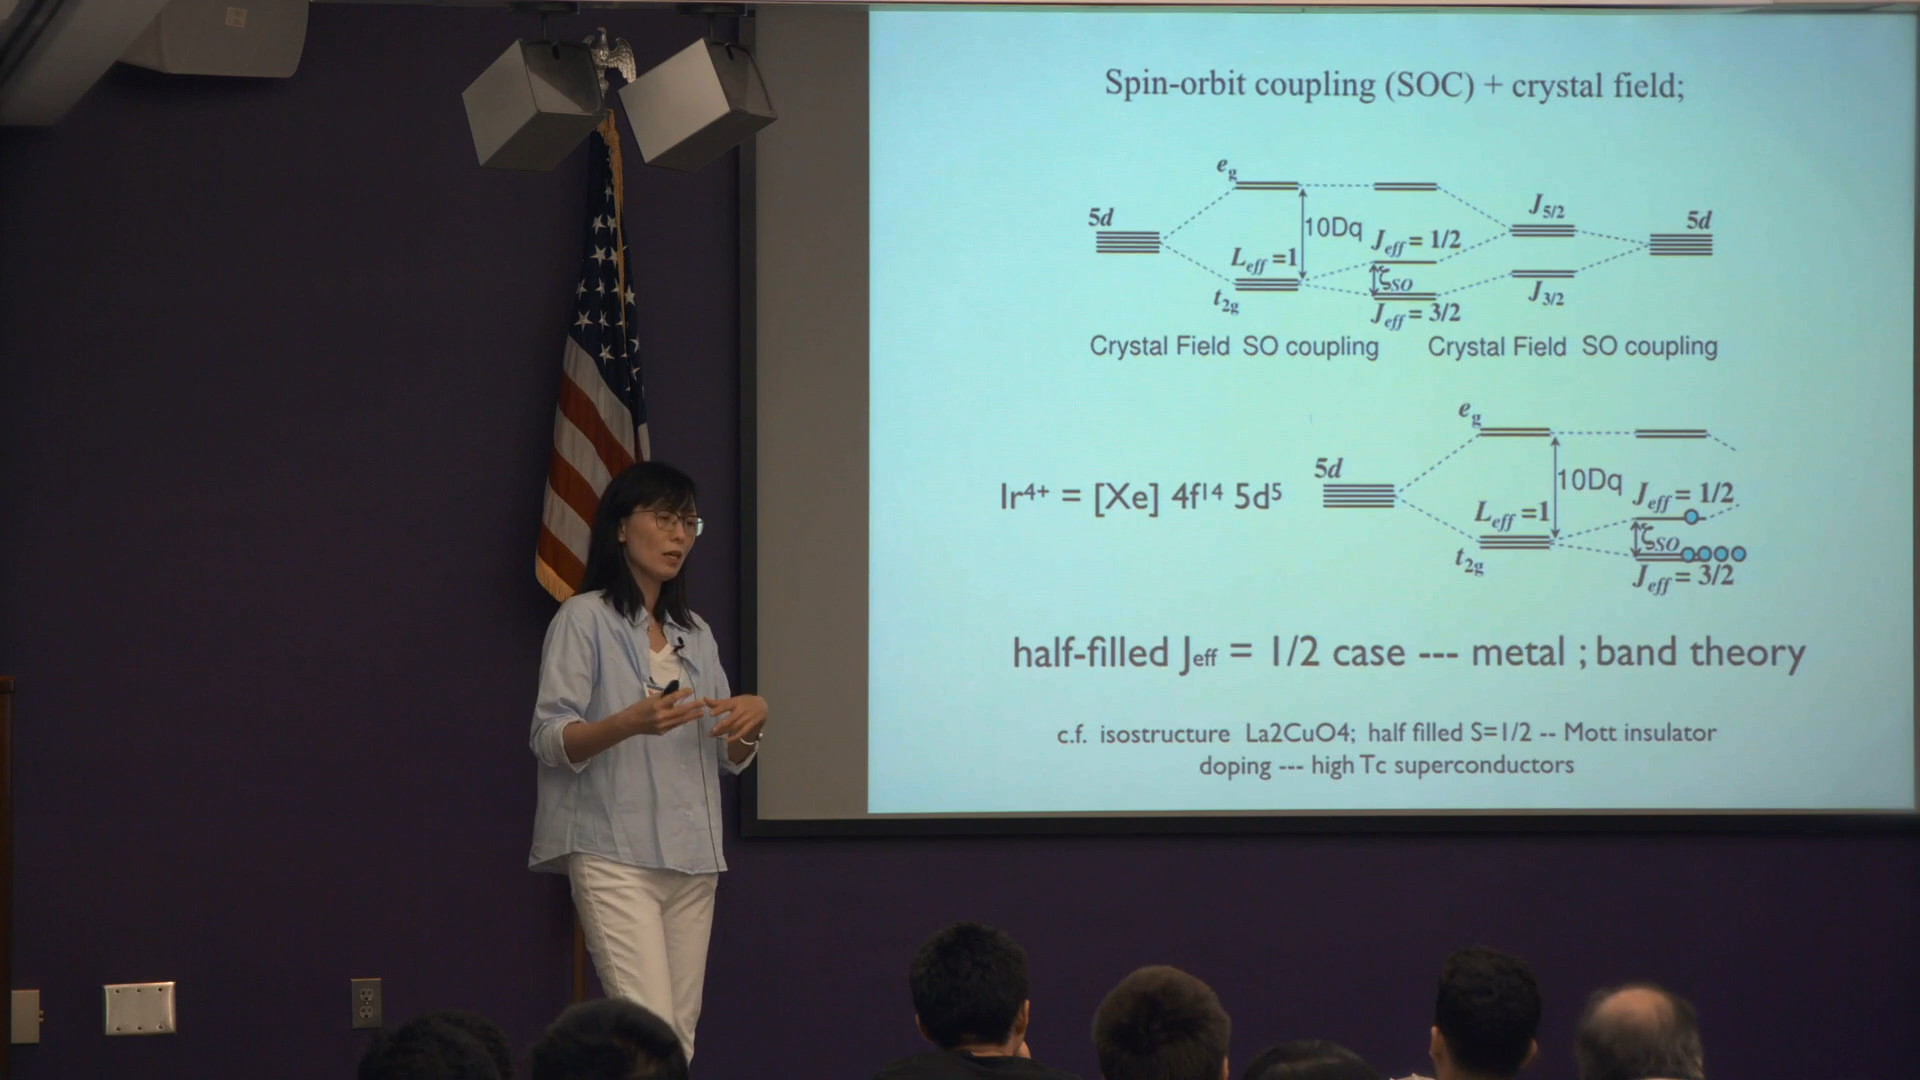 Spin-orbit coupling (SOC) + crystal field;
e_g
5d
10Dq
J_eff = 1/2
L_eff =1
t_2g
ζ_SO
J_eff = 3/2
J_5/2
J_3/2
5d
Crystal Field SO coupling
Crystal Field SO coupling
Ir⁴⁺ = [Xe] 4f¹⁴ 5d⁵
e_g
5d
10Dq
J_eff = 1/2
L_eff =1
t_2g
ζ_SO
J_eff = 3/2
half-filled J_eff = 1/2 case --- metal ; band theory
c.f. isostructure La2CuO4; half filled S=1/2 -- Mott insulator
doping --- high Tc superconductors